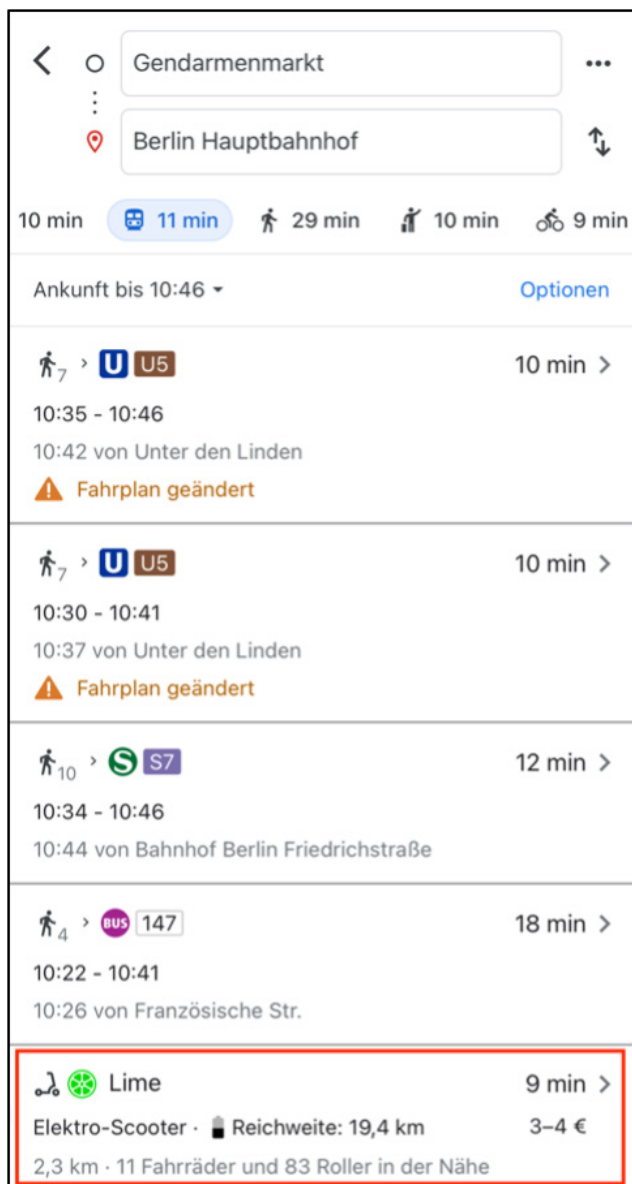 Gendarmenmarkt
Berlin Hauptbahnhof
10 min 11 min 29 min 10 min 9 min
Ankunft bis 10:46 Optionen
7 U U5 10 min
10:35 - 10:46
10:42 von Unter den Linden
Fahrplan geändert
7 U U5 10 min
10:30 - 10:41
10:37 von Unter den Linden
Fahrplan geändert
10 S S7 12 min
10:34 - 10:46
10:44 von Bahnhof Berlin Friedrichstraße
4 BUS 147 18 min
10:22 - 10:41
10:26 von Französische Str.
Lime 9 min
Elektro-Scooter · Reichweite: 19,4 km 3–4 €
2,3 km · 11 Fahrräder und 83 Roller in der Nähe